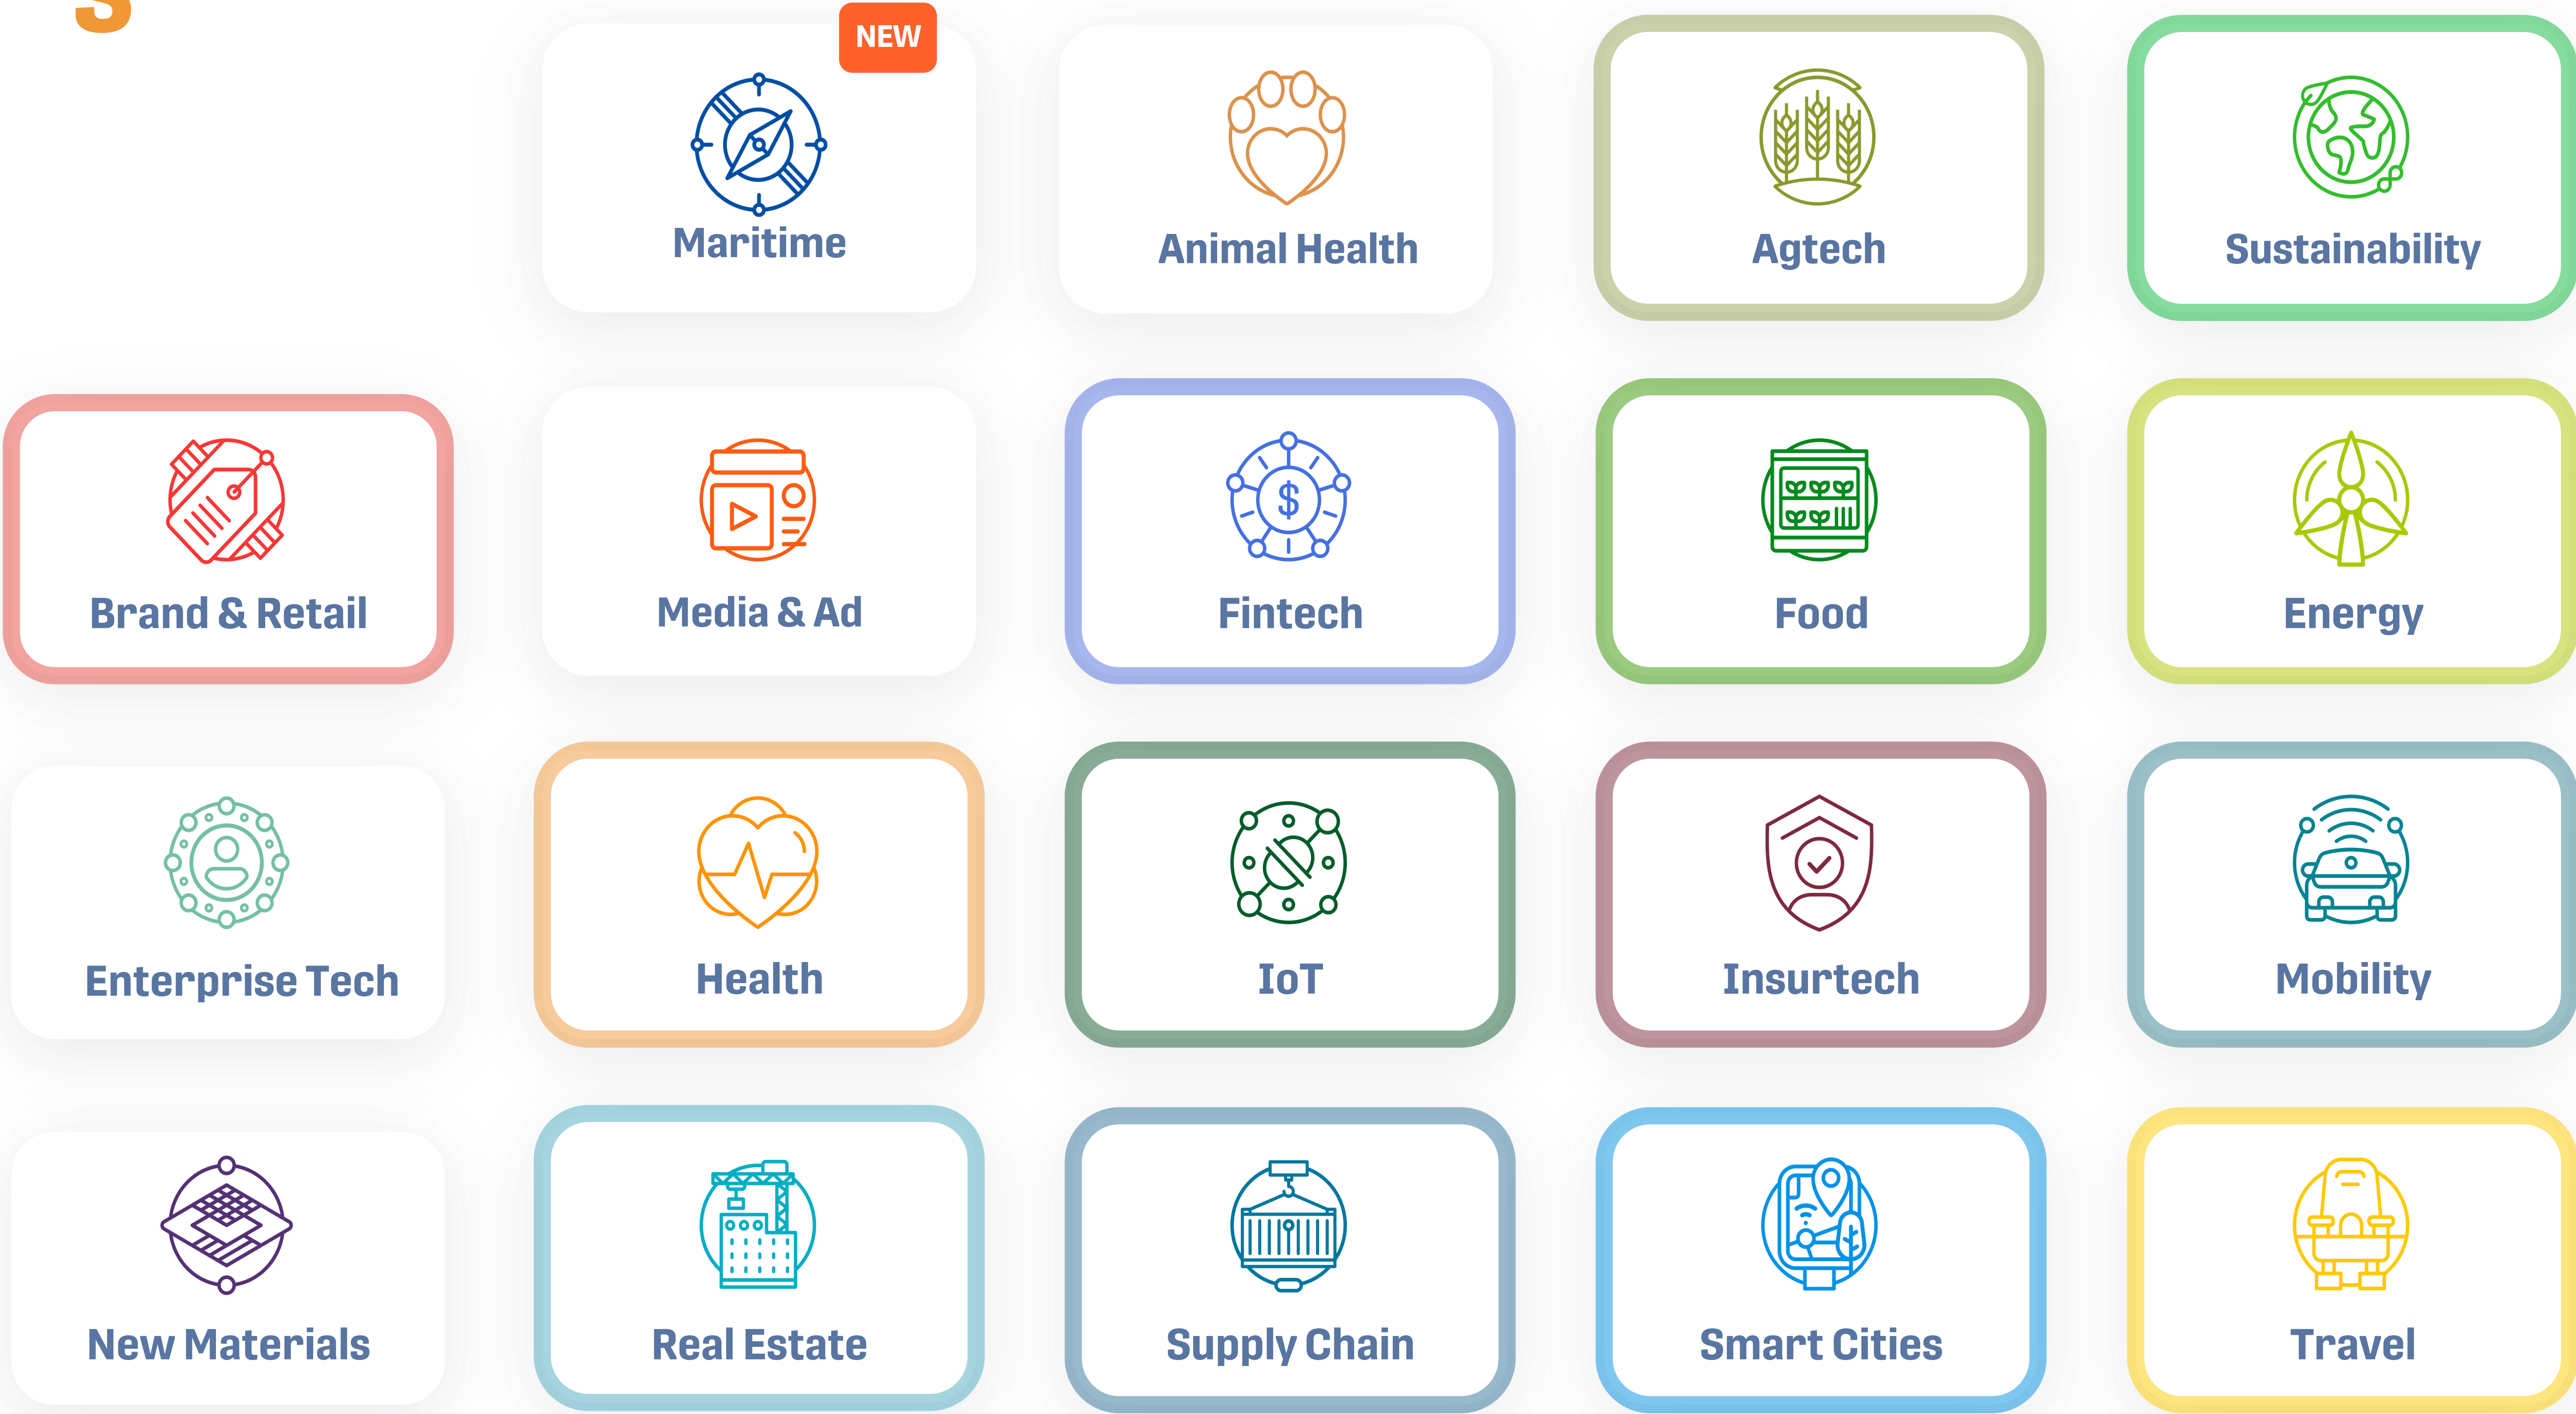 s
NEW
Maritime
Animal Health
Agtech
Sustainability
Brand & Retail
Media & Ad
Fintech
$
Food
Energy
Enterprise Tech
Health
IoT
Insurtech
Mobility
New Materials
Real Estate
Supply Chain
Smart Cities
Travel